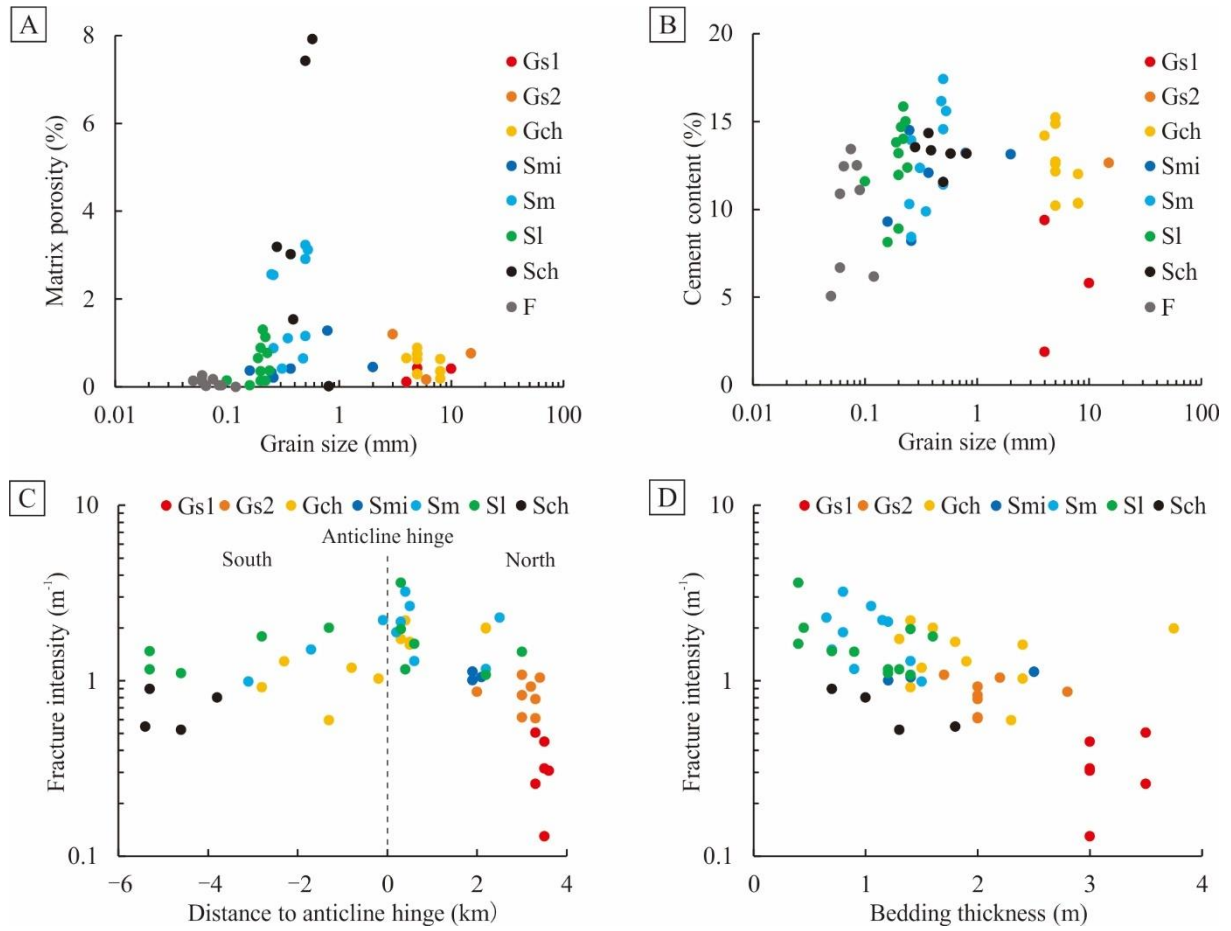 A
Matrix porosity (%)
8
6
4
2
0
0.01 0.1 1 10 100
Grain size (mm)
Gs1
Gs2
Gch
Smi
Sm
Sl
Sch
F
B
Cement content (%)
20
15
10
5
0
0.01 0.1 1 10 100
Grain size (mm)
Gs1
Gs2
Gch
Smi
Sm
Sl
Sch
F
C
Gs1 Gs2 Gch Smi Sm Sl Sch
Anticline hinge
South North
Fracture intensity (m⁻¹)
10
1
0.1
−6 −4 −2 0 2 4
Distance to anticline hinge (km)
D
Gs1 Gs2 Gch Smi Sm Sl Sch
Fracture intensity (m⁻¹)
10
1
0.1
0 1 2 3 4
Bedding thickness (m)